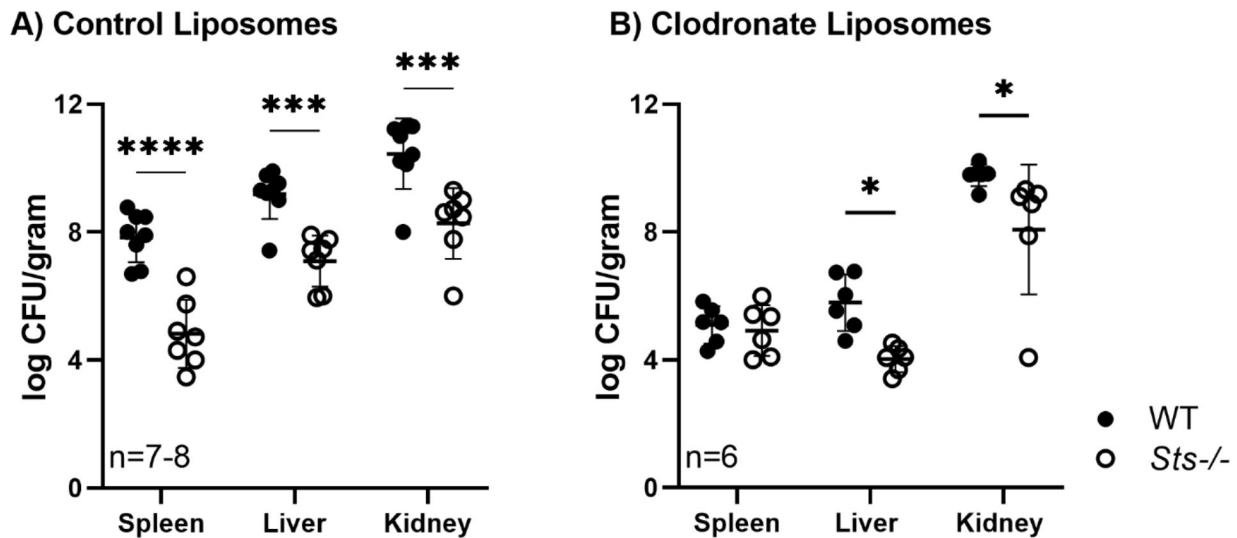 A) Control Liposomes
**** *** ***
log CFU/gram
12
8
4
0
n=7-8
Spleen Liver Kidney
B) Clodronate Liposomes
* *
log CFU/gram
12
8
4
0
n=6
Spleen Liver Kidney
WT
Sts-/-